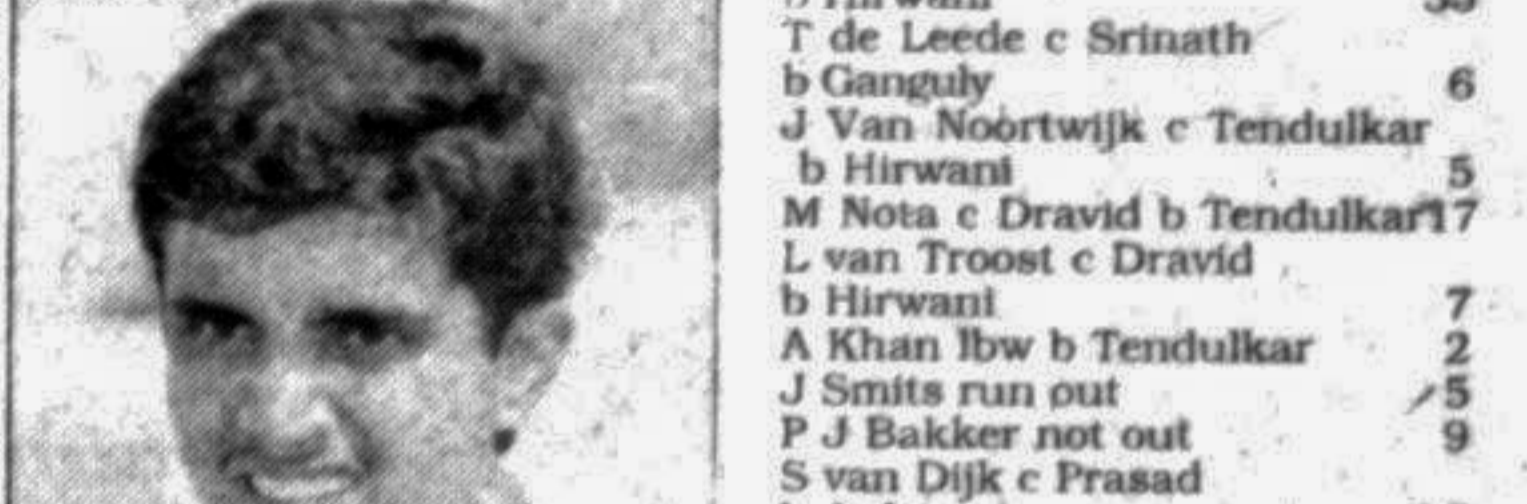 T de Leede c Srinath
b Ganguly 6
J Van Noortwijk c Tendulkar
b Hirwani 5
M Nota c Dravid b Tendulkar 17
L van Troost c Dravid
b Hirwani 7
A Khan lbw b Tendulkar 2
J Smits run out 5
P J Bakker not out 9
S van Dijk c Prasad